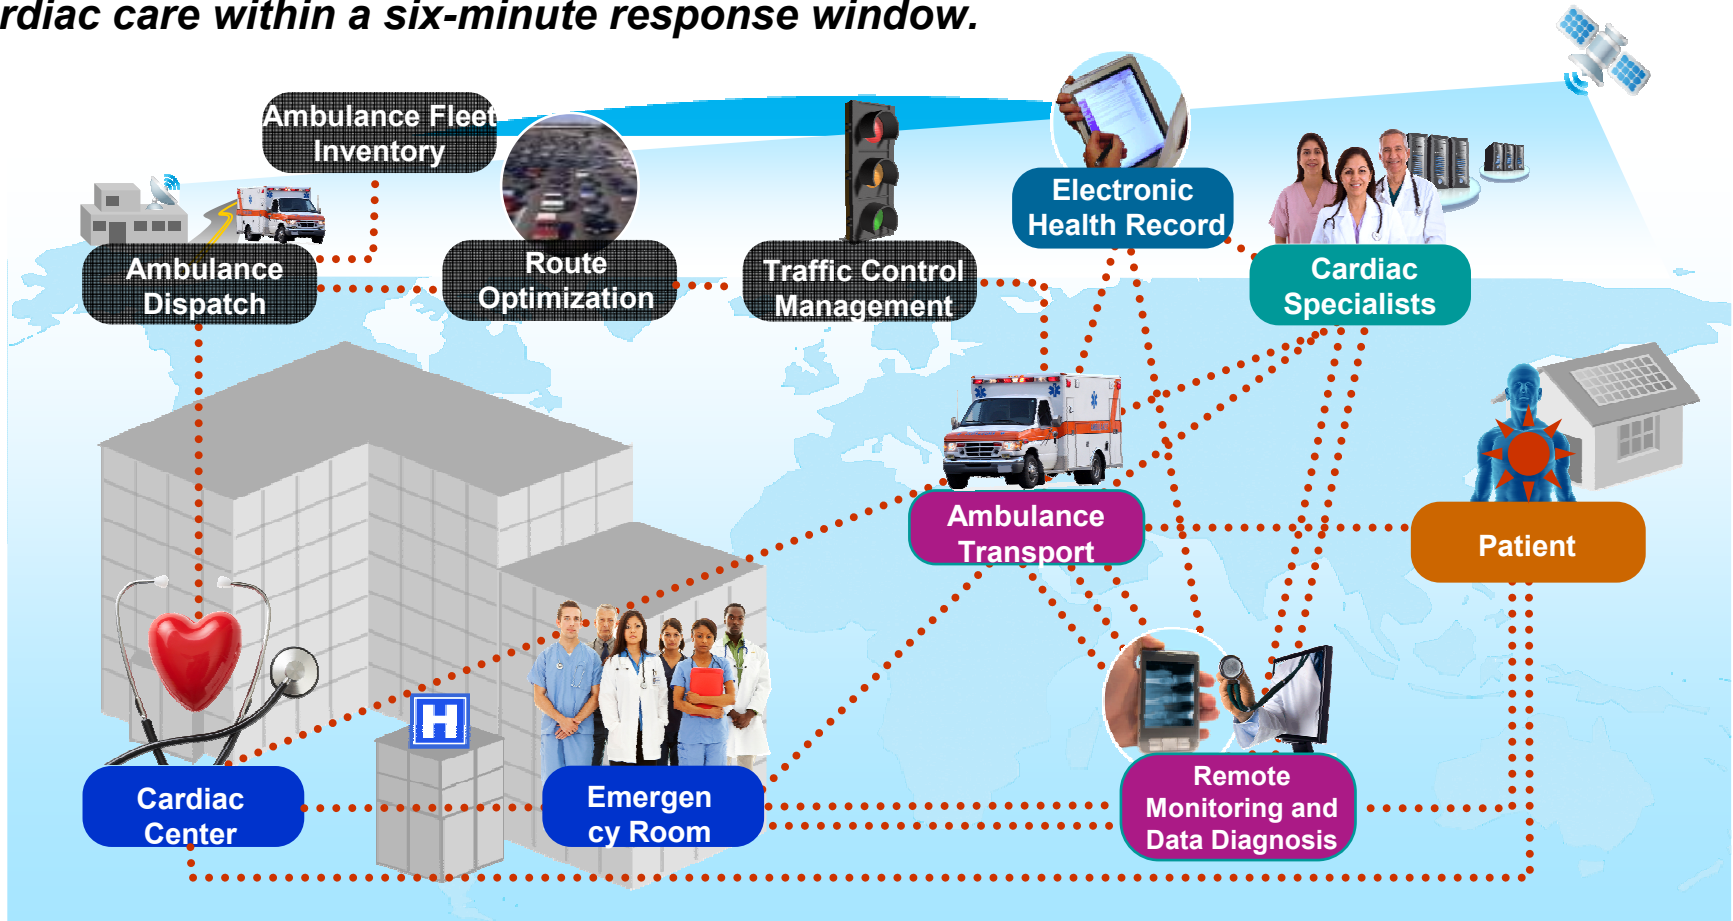 rdiac care within a six-minute response window.
Ambulance Fleet
Inventory
Electronic
Health Record
Ambulance
Dispatch
Route
Optimization
Traffic Control
Management
Cardiac
Specialists
Ambulance
Transport
Patient
H
Cardiac
Center
Emergen
cy Room
Remote
Monitoring and
Data Diagnosis